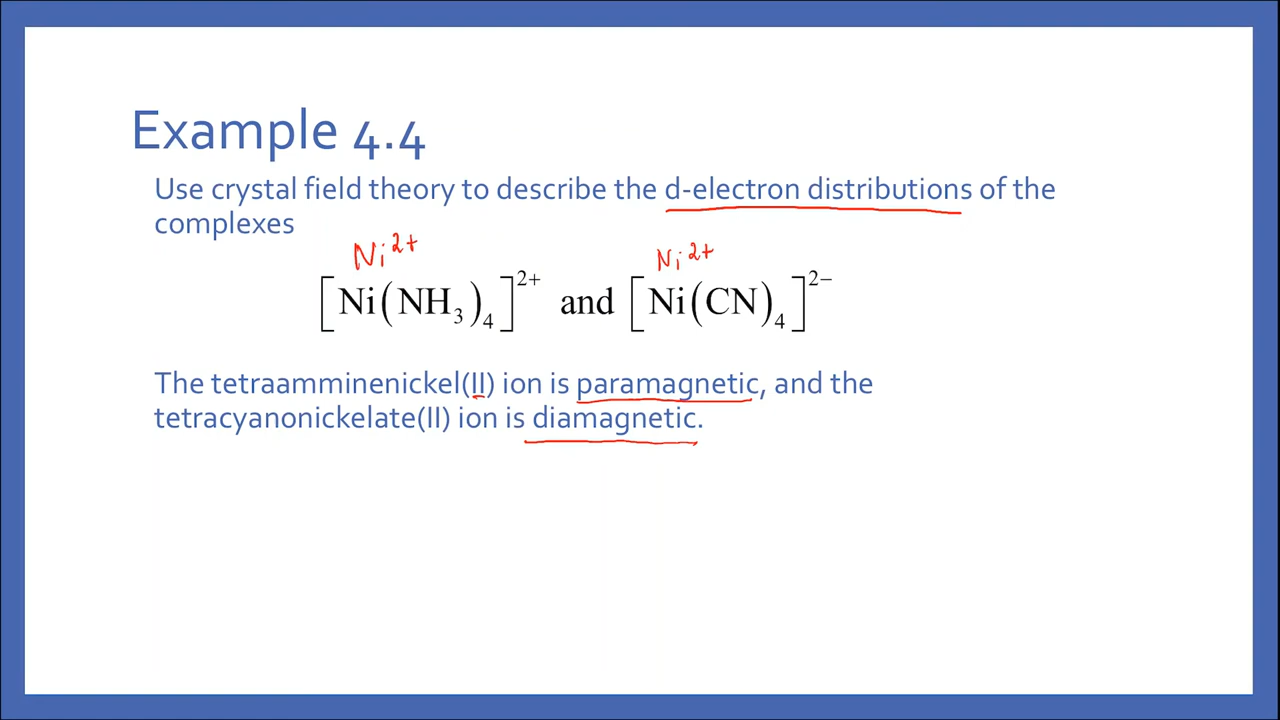 Example 4.4
Use crystal field theory to describe the d-electron distributions of the
complexes
Ni²⁺ Ni²⁺
[Ni(NH₃)₄]²⁺ and [Ni(CN)₄]²⁻
The tetraamminenickel(II) ion is paramagnetic, and the
tetracyanonickelate(II) ion is diamagnetic.